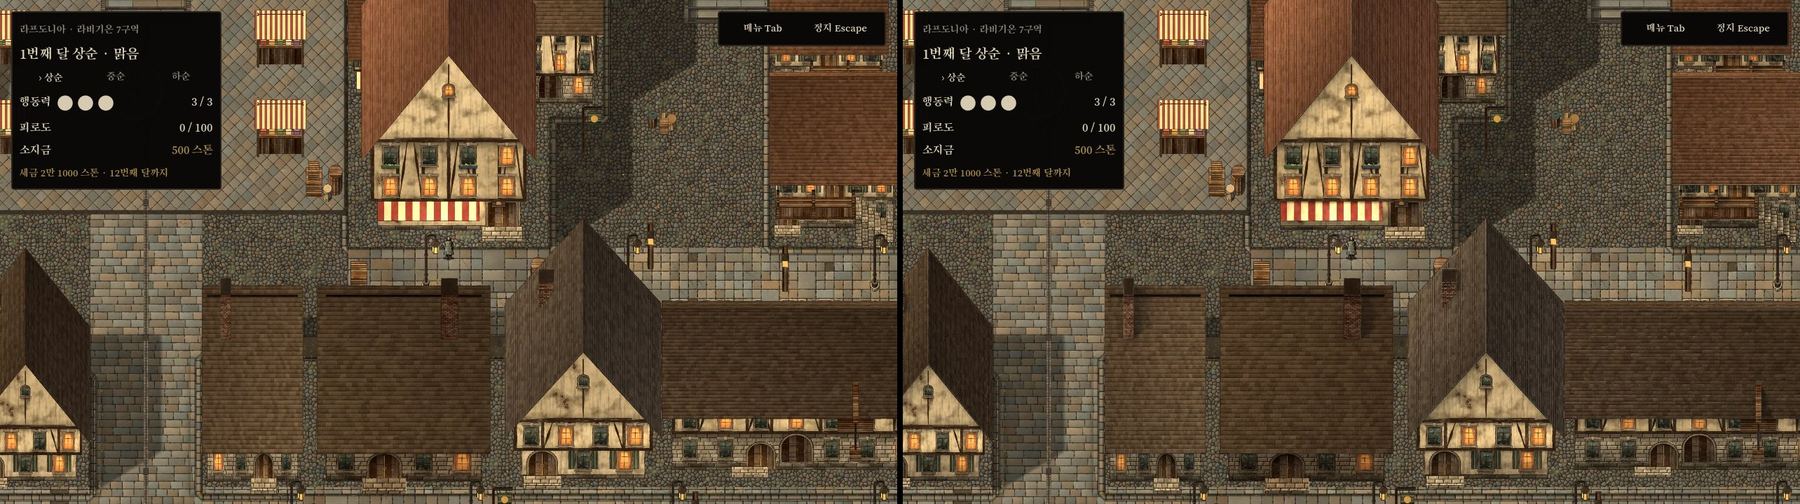 라프도니아 · 라비기온 7구역
1번째 달 상순 · 맑음
› 상순 중순 하순
행동력 3 / 3
피로도 0 / 100
소지금 500 스톤
세금 2만 1000 스톤 · 12번째 달까지
메뉴 Tab 정지 Escape
라프도니아 · 라비기온 7구역
1번째 달 상순 · 맑음
› 상순 중순 하순
행동력 3 / 3
피로도 0 / 100
소지금 500 스톤
세금 2만 1000 스톤 · 12번째 달까지
메뉴 Tab 정지 Escape